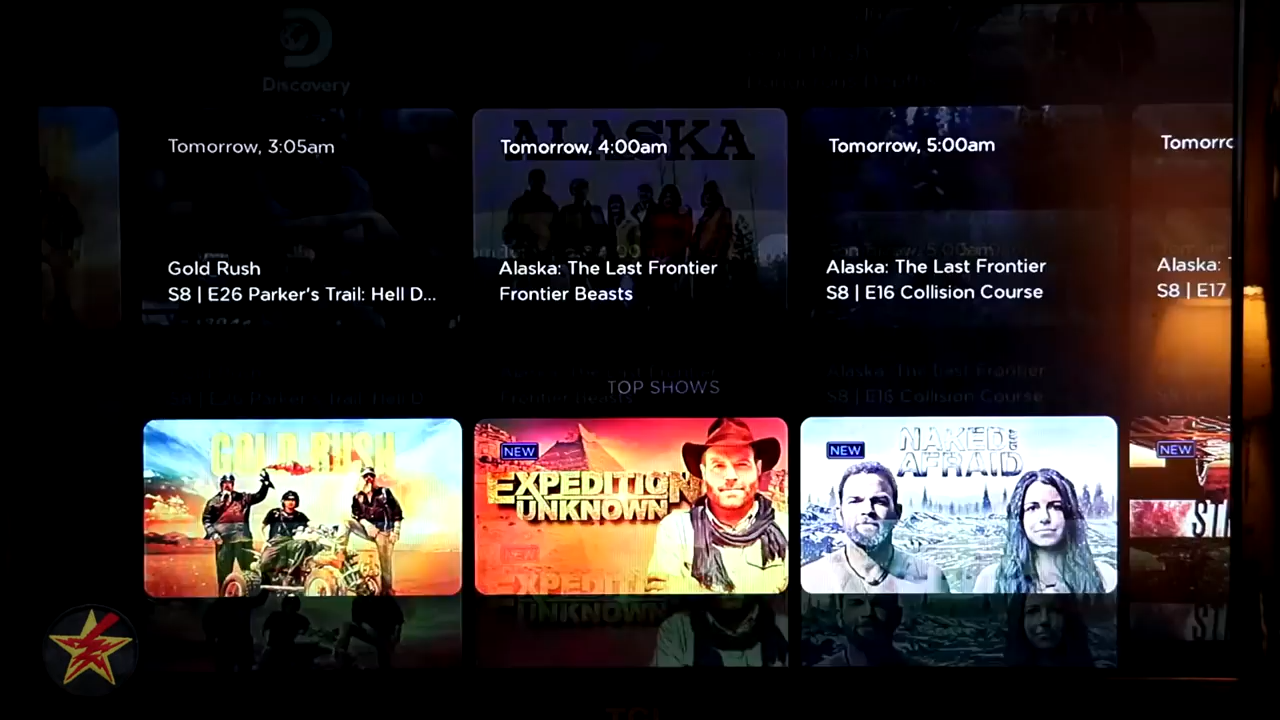 Discovery
Tomorrow, 3:05am
Gold Rush
S8 | E26 Parker's Trail: Hell D...
ALASKA
Tomorrow, 4:00am
Alaska: The Last Frontier
Frontier Beasts
Tomorrow, 5:00am
Alaska: The Last Frontier
S8 | E16 Collision Course
Tomorro
Alaska:
S8 | E17
TOP SHOWS
GOLD RUSH
NEW
EXPEDITION
UNKNOWN
NEW
NAKED AND
AFRAID
NEW